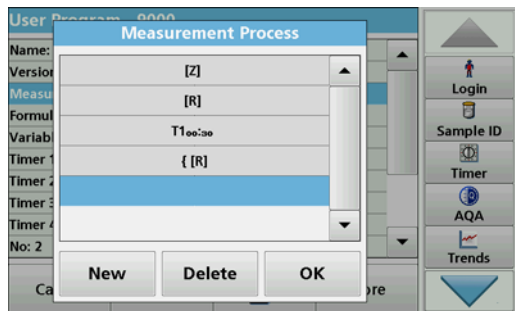 User Program 9000
Measurement Process
Name:
Version
Measu
Formul
Variabl
Timer 1
Timer 2
Timer 3
Timer 4
No: 2
[Z]
[R]
T1₀₀:₃₀
{ [R]
New
Delete
OK
Ca
ore
Login
Sample ID
Timer
AQA
Trends